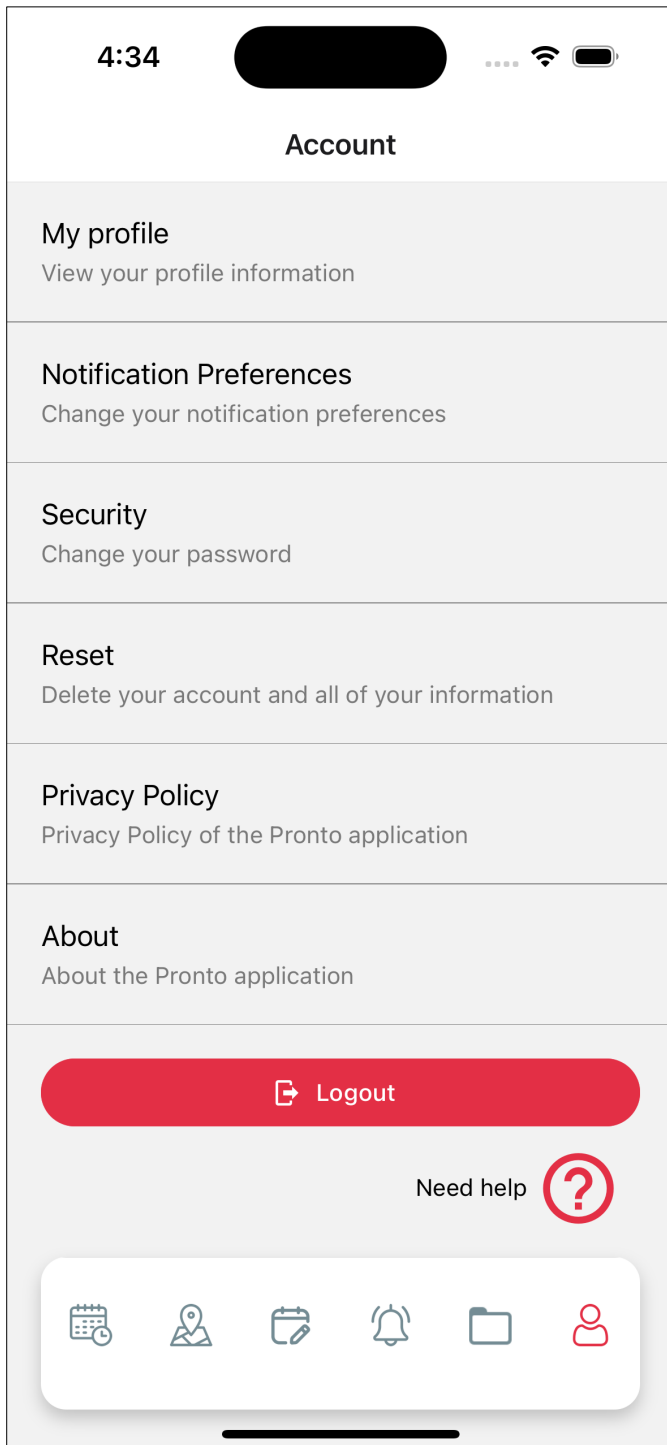 4:34
Account
My profile
View your profile information
Notification Preferences
Change your notification preferences
Security
Change your password
Reset
Delete your account and all of your information
Privacy Policy
Privacy Policy of the Pronto application
About
About the Pronto application
Logout
Need help ?